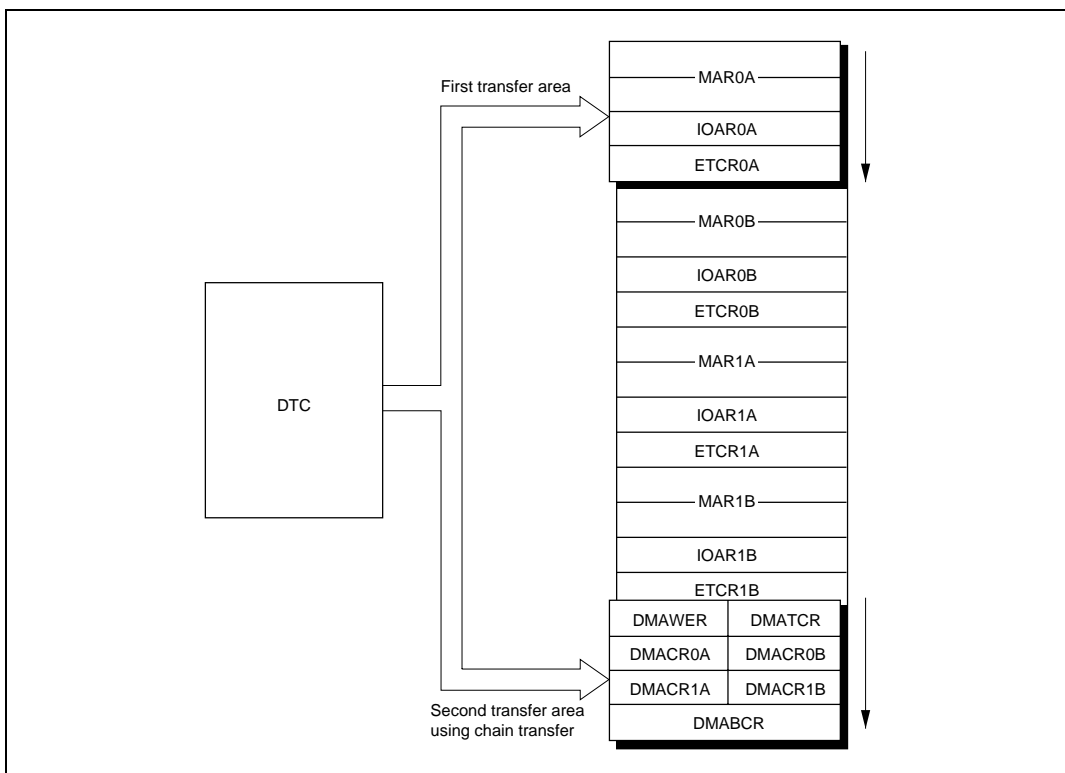 First transfer area
MAR0A
IOAR0A
ETCR0A
MAR0B
IOAR0B
ETCR0B
MAR1A
DTC
IOAR1A
ETCR1A
MAR1B
IOAR1B
ETCR1B
DMAWER DMATCR
DMACR0A DMACR0B
DMACR1A DMACR1B
Second transfer area
using chain transfer
DMABCR